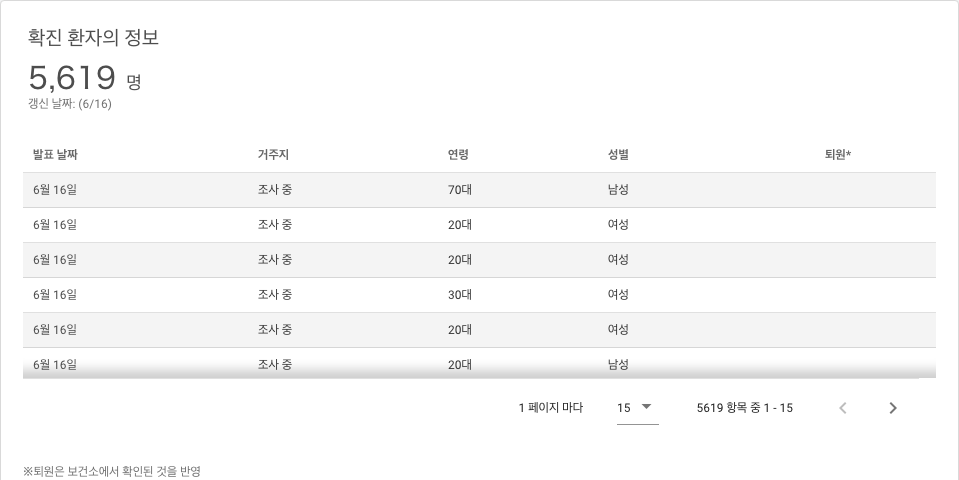 확진 환자의 정보
5,619 명
갱신 날짜: (6/16)
발표 날짜 거주지 연령 성별 퇴원*
6월 16일 조사 중 70대 남성
6월 16일 조사 중 20대 여성
6월 16일 조사 중 20대 여성
6월 16일 조사 중 30대 여성
6월 16일 조사 중 20대 여성
6월 16일 조사 중 20대 남성
1 페이지 마다 15 5619 항목 중 1 - 15
※퇴원은 보건소에서 확인된 것을 반영